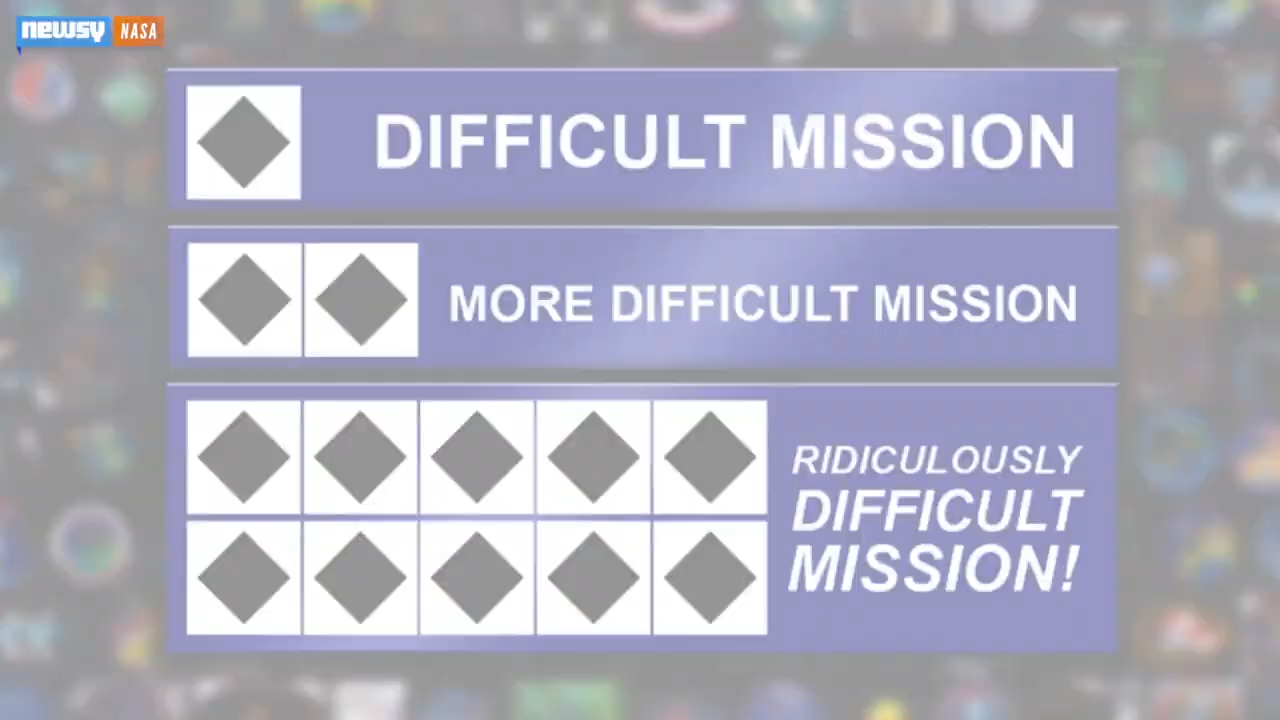 newsy NASA
DIFFICULT MISSION
MORE DIFFICULT MISSION
RIDICULOUSLY
DIFFICULT
MISSION!